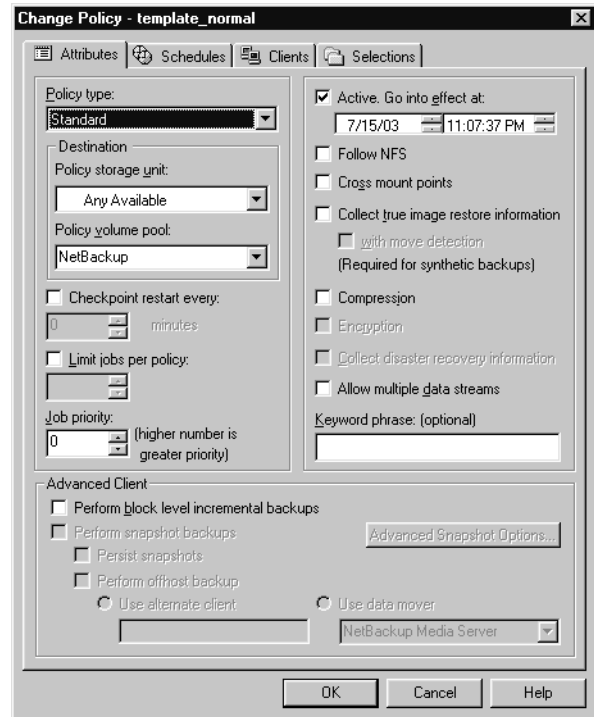 Change Policy - template_normal
Attributes
Schedules
Clients
Selections
Policy type:
Standard
Destination
Policy storage unit:
Any Available
Policy volume pool:
NetBackup
Checkpoint restart every:
0 minutes
Limit jobs per policy:
Job priority:
0 (higher number is
greater priority)
Active. Go into effect at:
7/15/03 11:07:37 PM
Follow NFS
Cross mount points
Collect true image restore information
with move detection
(Required for synthetic backups)
Compression
Encryption
Collect disaster recovery information
Allow multiple data streams
Keyword phrase: (optional)
Advanced Client
Perform block level incremental backups
Perform snapshot backups
Advanced Snapshot Options...
Persist snapshots
Perform offhost backup
Use alternate client
Use data mover
NetBackup Media Server
OK
Cancel
Help